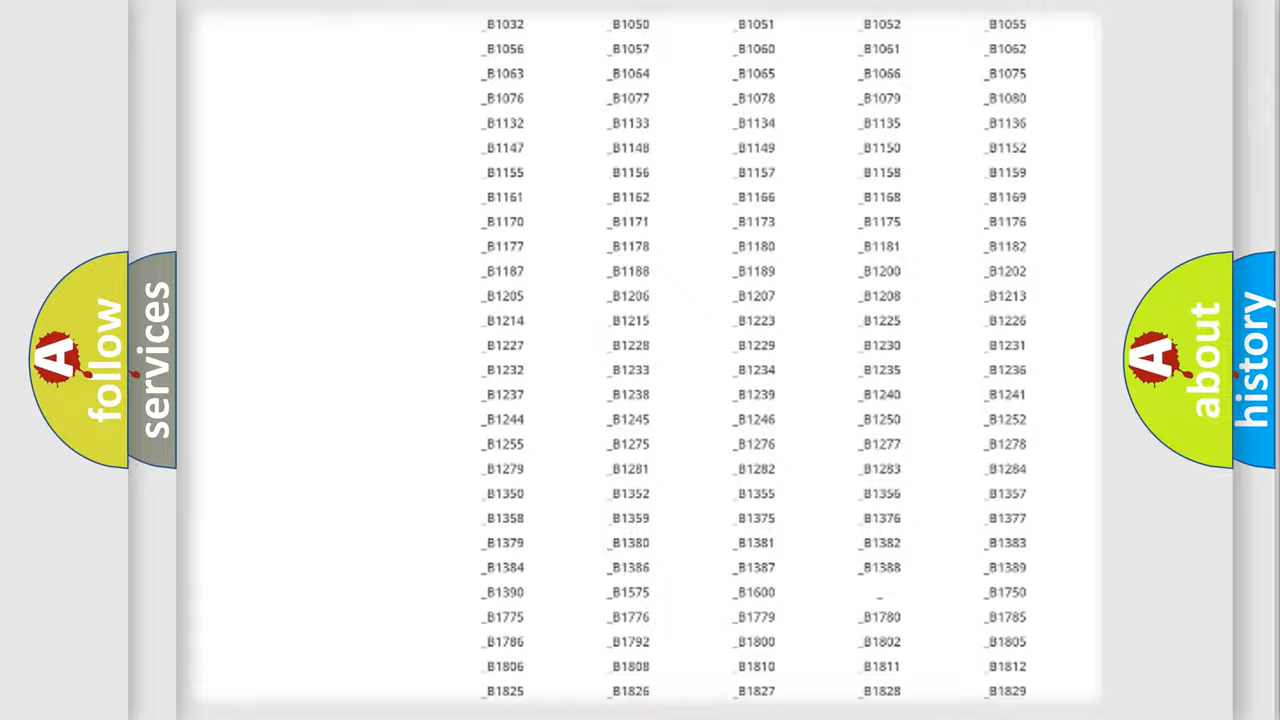 _B1032 _B1050 _B1051 _B1052 _B1055
_B1056 _B1057 _B1060 _B1061 _B1062
_B1063 _B1064 _B1065 _B1066 _B1075
_B1076 _B1077 _B1078 _B1079 _B1080
_B1132 _B1133 _B1134 _B1135 _B1136
_B1147 _B1148 _B1149 _B1150 _B1152
_B1155 _B1156 _B1157 _B1158 _B1159
_B1161 _B1162 _B1166 _B1168 _B1169
_B1170 _B1171 _B1173 _B1175 _B1176
_B1177 _B1178 _B1180 _B1181 _B1182
_B1187 _B1188 _B1189 _B1200 _B1202
_B1205 _B1206 _B1207 _B1208 _B1213
_B1214 _B1215 _B1223 _B1225 _B1226
_B1227 _B1228 _B1229 _B1230 _B1231
_B1232 _B1233 _B1234 _B1235 _B1236
_B1237 _B1238 _B1239 _B1240 _B1241
_B1244 _B1245 _B1246 _B1250 _B1252
_B1255 _B1275 _B1276 _B1277 _B1278
_B1279 _B1281 _B1282 _B1283 _B1284
_B1350 _B1352 _B1355 _B1356 _B1357
_B1358 _B1359 _B1375 _B1376 _B1377
_B1379 _B1380 _B1381 _B1382 _B1383
_B1384 _B1386 _B1387 _B1388 _B1389
_B1390 _B1575 _B1600 _ _B1750
_B1775 _B1776 _B1779 _B1780 _B1785
_B1786 _B1792 _B1800 _B1802 _B1805
_B1806 _B1808 _B1810 _B1811 _B1812
_B1825 _B1826 _B1827 _B1828 _B1829
A
follow
services
A
about
history